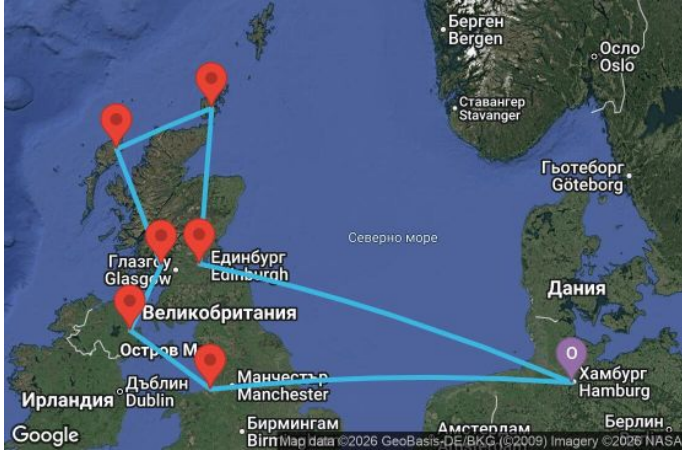 Берген
Bergen
Осло
Oslo
Ставангер
Stavanger
Гьотеборг
Göteborg
Северно море
Единбург
Edinburgh
Глазгоу
Glasgow
Дания
Великобритания
Остров М
O
Хамбург
Hamburg
Манчестър
Manchester
Дъблин
Dublin
Ирландия
Бирмингам
Амстердам
Берлин
Google
Map data ©2026 GeoBasis-DE/BKG (©2009) Imagery ©2026 NASA